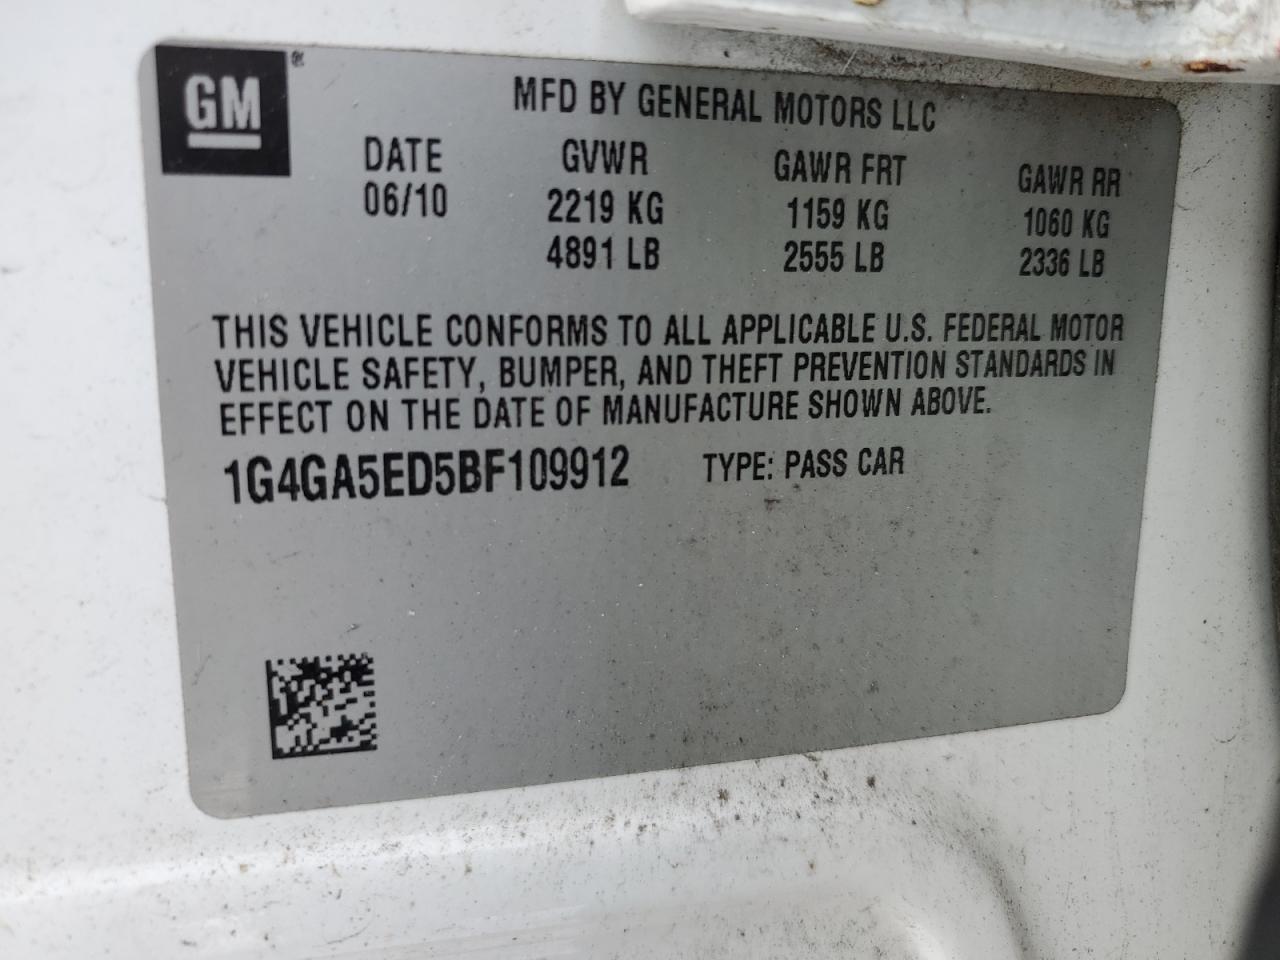 GM ®
MFD BY GENERAL MOTORS LLC
DATE GVWR GAWR FRT GAWR RR
06/10 2219 KG 1159 KG 1060 KG
4891 LB 2555 LB 2336 LB
THIS VEHICLE CONFORMS TO ALL APPLICABLE U.S. FEDERAL MOTOR
VEHICLE SAFETY, BUMPER, AND THEFT PREVENTION STANDARDS IN
EFFECT ON THE DATE OF MANUFACTURE SHOWN ABOVE.
1G4GA5ED5BF109912 TYPE: PASS CAR